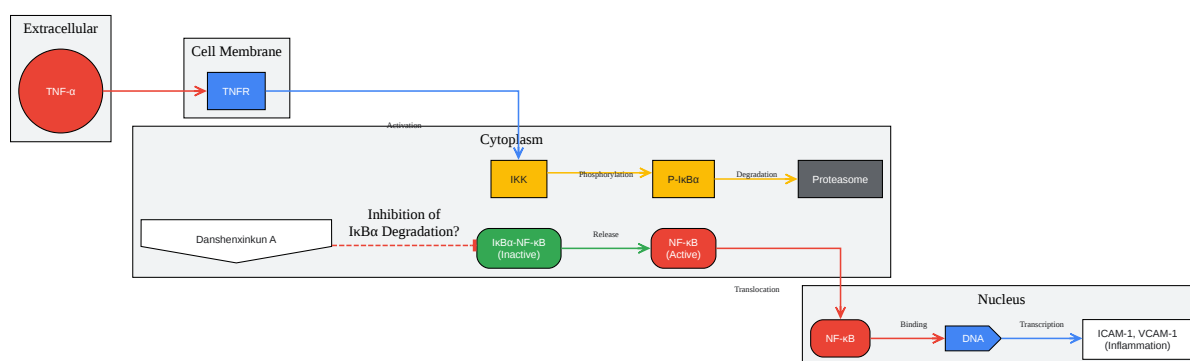 Extracellular
TNF-α
Cell Membrane
TNFR
Activation
Cytoplasm
IKK
Phosphorylation
P-IκBα
Degradation
Proteasome
Danshenxinkun A
Inhibition of
IκBα Degradation?
IκBα-NF-κB
(Inactive)
Release
NF-κB
(Active)
Translocation
Nucleus
NF-κB
Binding
DNA
Transcription
ICAM-1, VCAM-1
(Inflammation)